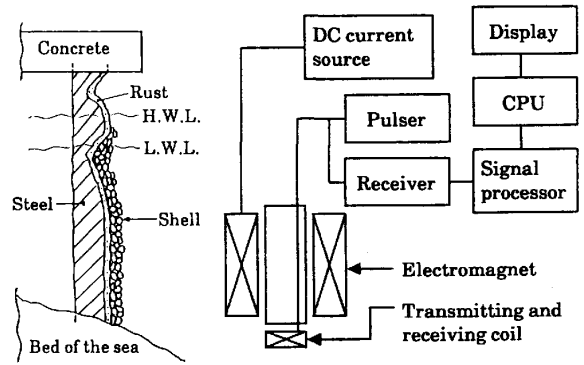 Concrete
Rust
H.W.L.
L.W.L.
Steel
Shell
Bed of the sea
DC current
source
Display
CPU
Pulser
Receiver
Signal
processor
Electromagnet
Transmitting and
receiving coil